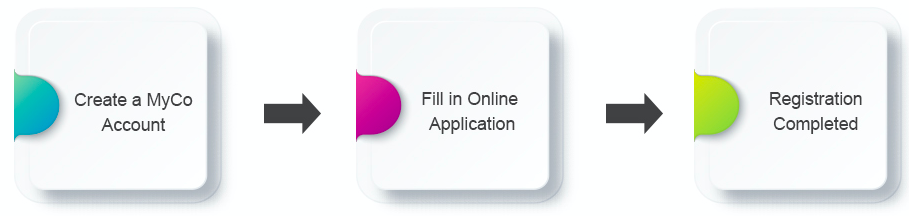 Create a MyCo
Account
Fill in Online
Application
Registration
Completed